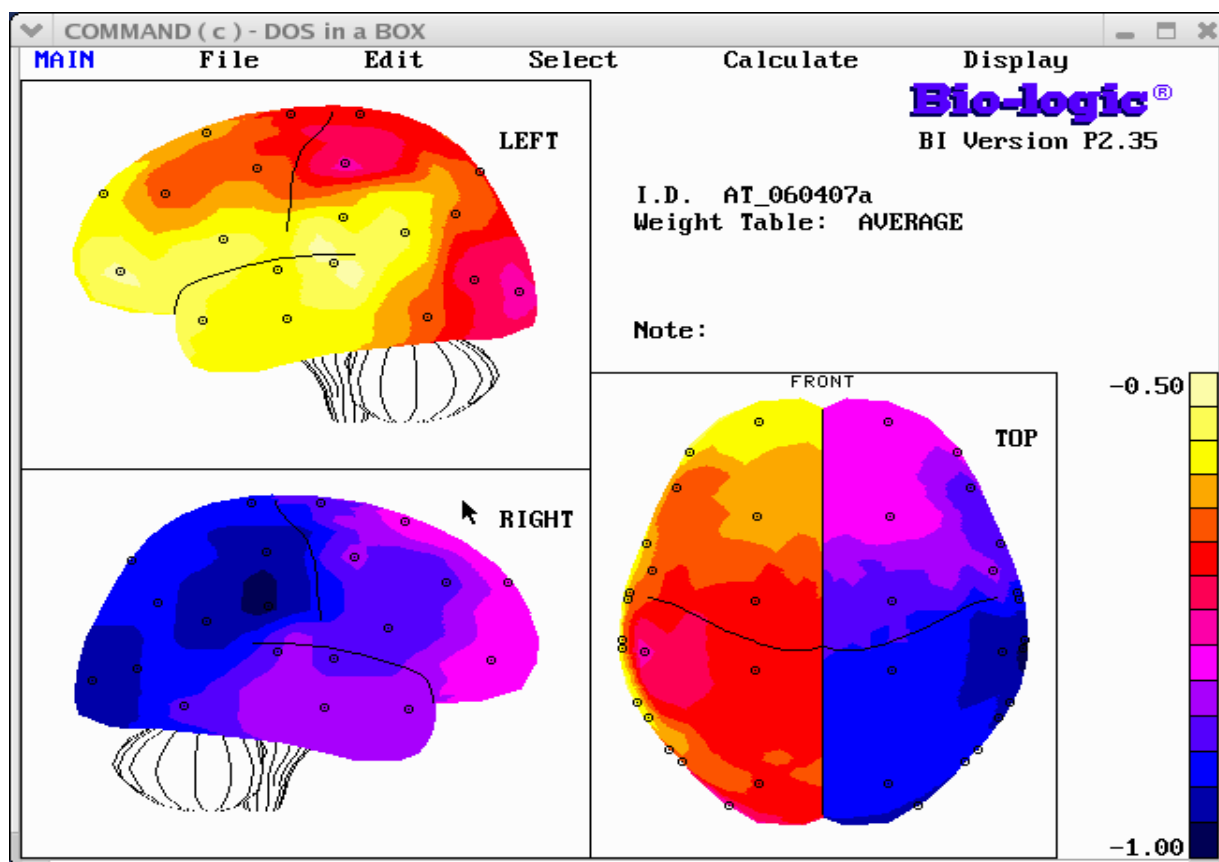 COMMAND ( c ) - DOS in a BOX
MAIN File Edit Select Calculate Display
LEFT
Bio-logic®
BI Version P2.35
I.D. AT_060407a
Weight Table: AVERAGE
Note:
RIGHT
FRONT
TOP
-0.50
-1.00